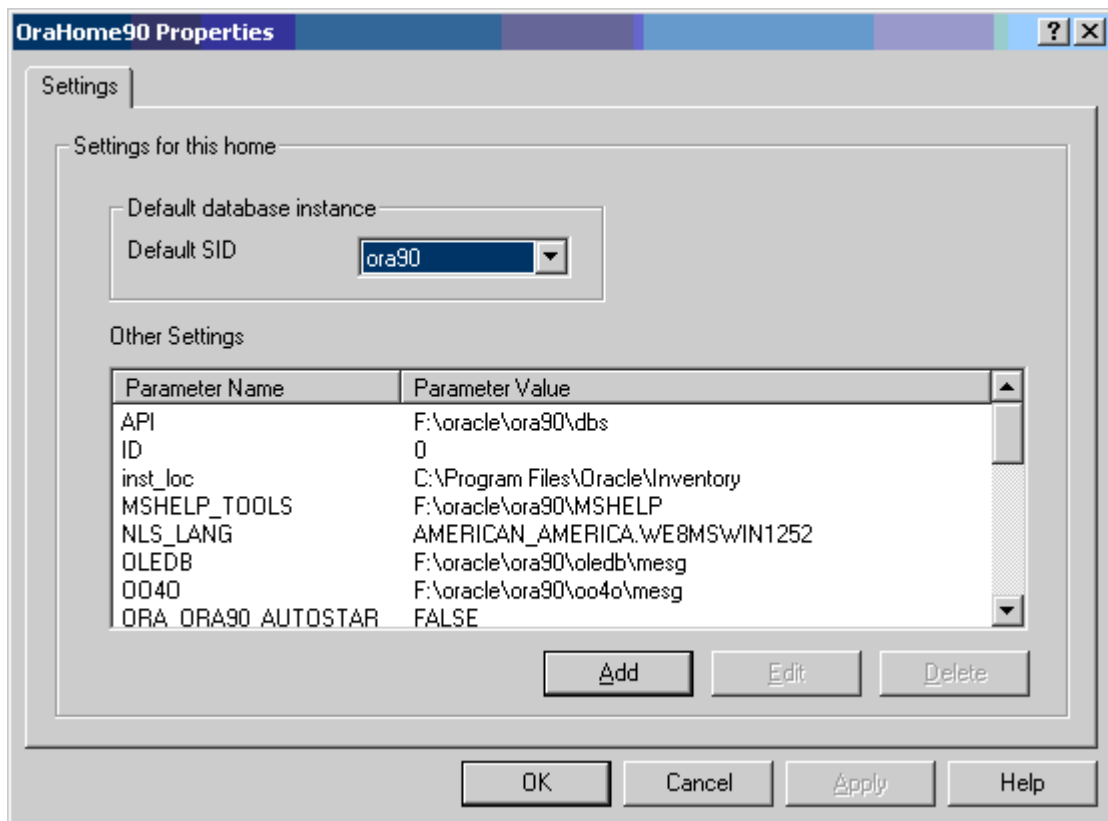 OraHome90 Properties
Settings
Settings for this home
Default database instance
Default SID ora90
Other Settings
Parameter Name Parameter Value
API F:\oracle\ora90\dbs
ID 0
inst_loc C:\Program Files\Oracle\Inventory
MSHELP_TOOLS F:\oracle\ora90\MSHELP
NLS_LANG AMERICAN_AMERICA.WE8MSWIN1252
OLEDB F:\oracle\ora90\oledb\mesg
OO4O F:\oracle\ora90\oo4o\mesg
ORA_ORA90_AUTOSTAR FALSE
Add Edit Delete
OK Cancel Apply Help